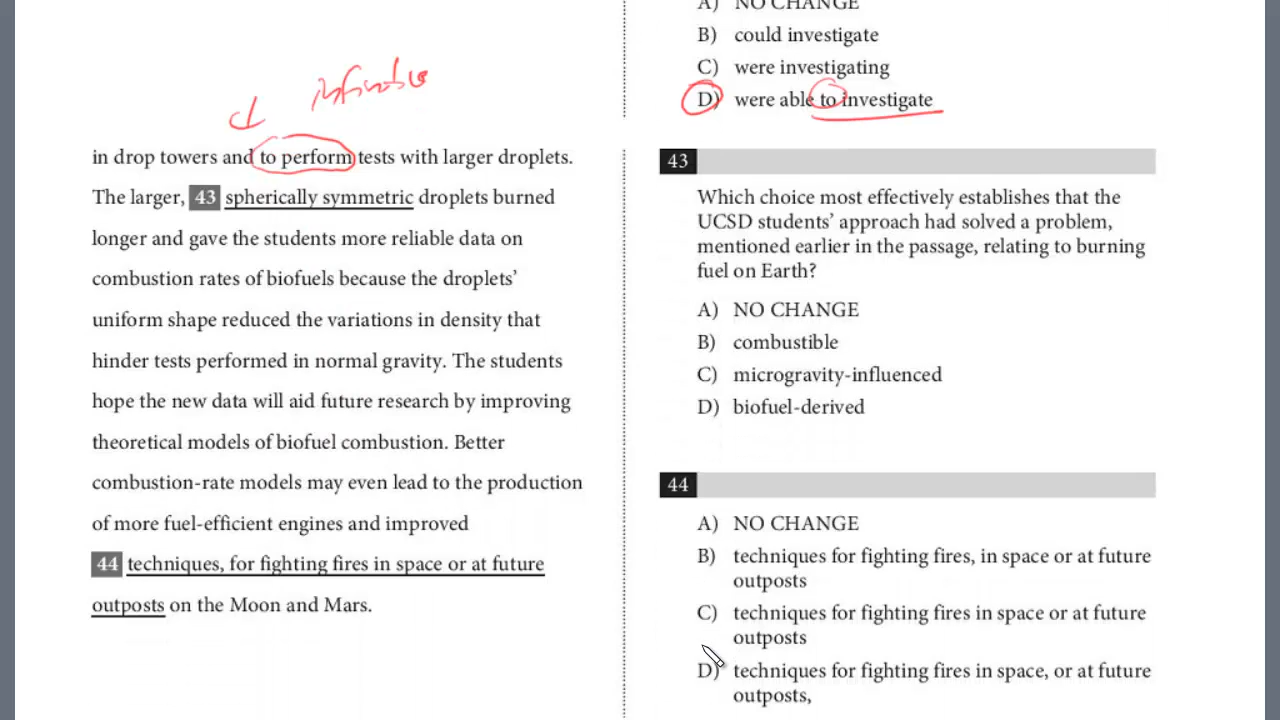 infinitive
in drop towers and to perform tests with larger droplets.
The larger, 43 spherically symmetric droplets burned
longer and gave the students more reliable data on
combustion rates of biofuels because the droplets’
uniform shape reduced the variations in density that
hinder tests performed in normal gravity. The students
hope the new data will aid future research by improving
theoretical models of biofuel combustion. Better
combustion-rate models may even lead to the production
of more fuel-efficient engines and improved
44 techniques, for fighting fires in space or at future
outposts on the Moon and Mars.
A) NO CHANGE
B) could investigate
C) were investigating
D) were able to investigate
43
Which choice most effectively establishes that the
UCSD students’ approach had solved a problem,
mentioned earlier in the passage, relating to burning
fuel on Earth?
A) NO CHANGE
B) combustible
C) microgravity-influenced
D) biofuel-derived
44
A) NO CHANGE
B) techniques for fighting fires, in space or at future
outposts
C) techniques for fighting fires in space or at future
outposts
D) techniques for fighting fires in space, or at future
outposts,